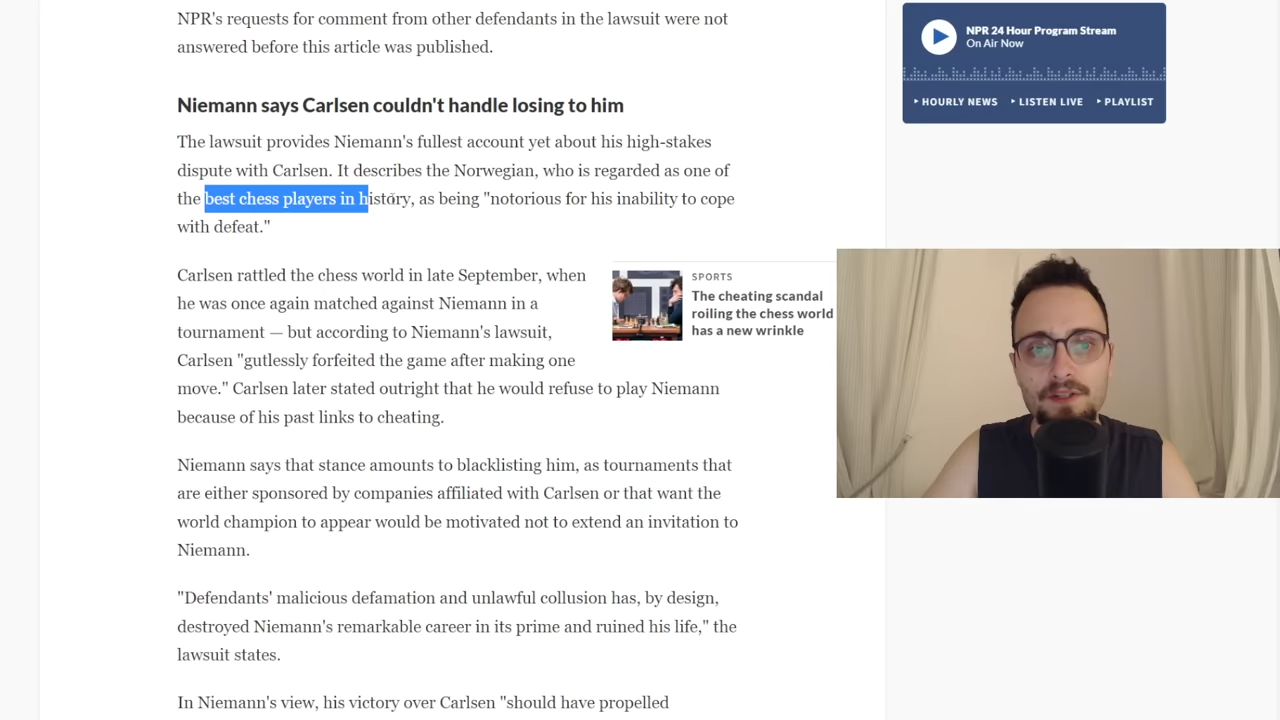 NPR's requests for comment from other defendants in the lawsuit were not
answered before this article was published.
Niemann says Carlsen couldn't handle losing to him
The lawsuit provides Niemann's fullest account yet about his high-stakes
dispute with Carlsen. It describes the Norwegian, who is regarded as one of
the best chess players in history, as being "notorious for his inability to cope
with defeat."
Carlsen rattled the chess world in late September, when
he was once again matched against Niemann in a
tournament — but according to Niemann's lawsuit,
Carlsen "gutlessly forfeited the game after making one
move." Carlsen later stated outright that he would refuse to play Niemann
because of his past links to cheating.
SPORTS
The cheating scandal
roiling the chess world
has a new wrinkle
Niemann says that stance amounts to blacklisting him, as tournaments that
are either sponsored by companies affiliated with Carlsen or that want the
world champion to appear would be motivated not to extend an invitation to
Niemann.
"Defendants' malicious defamation and unlawful collusion has, by design,
destroyed Niemann's remarkable career in its prime and ruined his life," the
lawsuit states.
In Niemann's view, his victory over Carlsen "should have propelled
NPR 24 Hour Program Stream
On Air Now
HOURLY NEWS
LISTEN LIVE
PLAYLIST